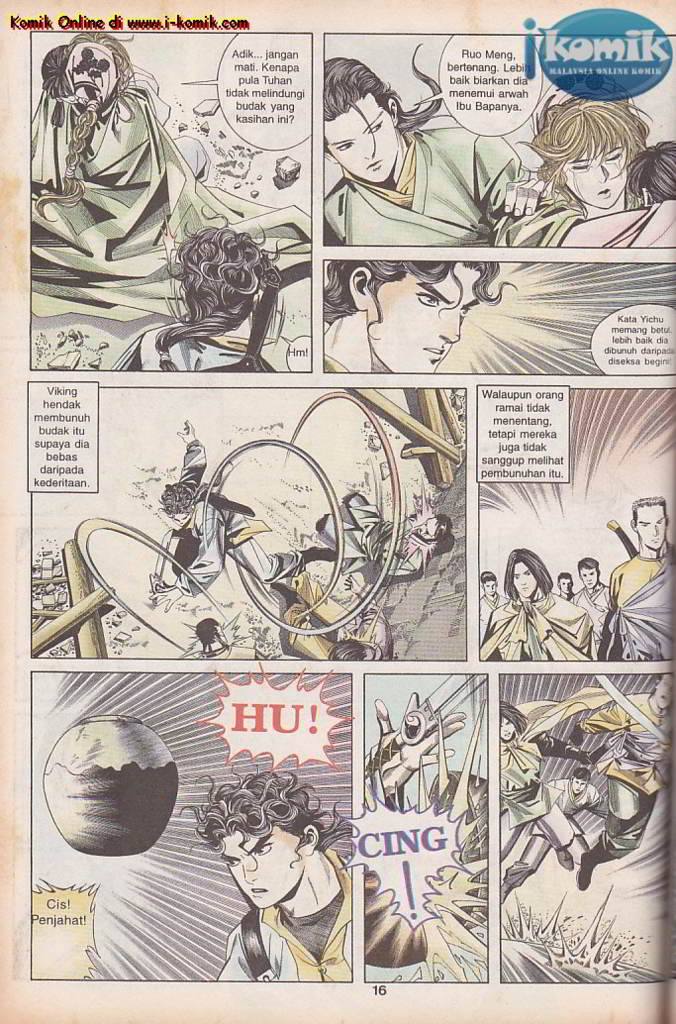 Komik Online di www.i-komik.com
ikomik
MALAYSIA ONLINE KOMIK
Adik... jangan
mati. Kenapa
pula Tuhan
tidak melindungi
budak yang
kasihan ini?
Hm!
Ruo Meng,
bertenang. Lebih
baik biarkan dia
menemui arwah
Ibu Bapanya.
Kata Yichu
memang betul,
lebih baik dia
dibunuh daripada
diseksa begini!
Viking
hendak
membunuh
budak itu
supaya dia
bebas
daripada
kederitaan.
Walaupun orang
ramai tidak
menentang,
tetapi mereka
juga tidak
sanggup melihat
pembunuhan itu.
HU!
Cis!
Penjahat!
CING
!
16